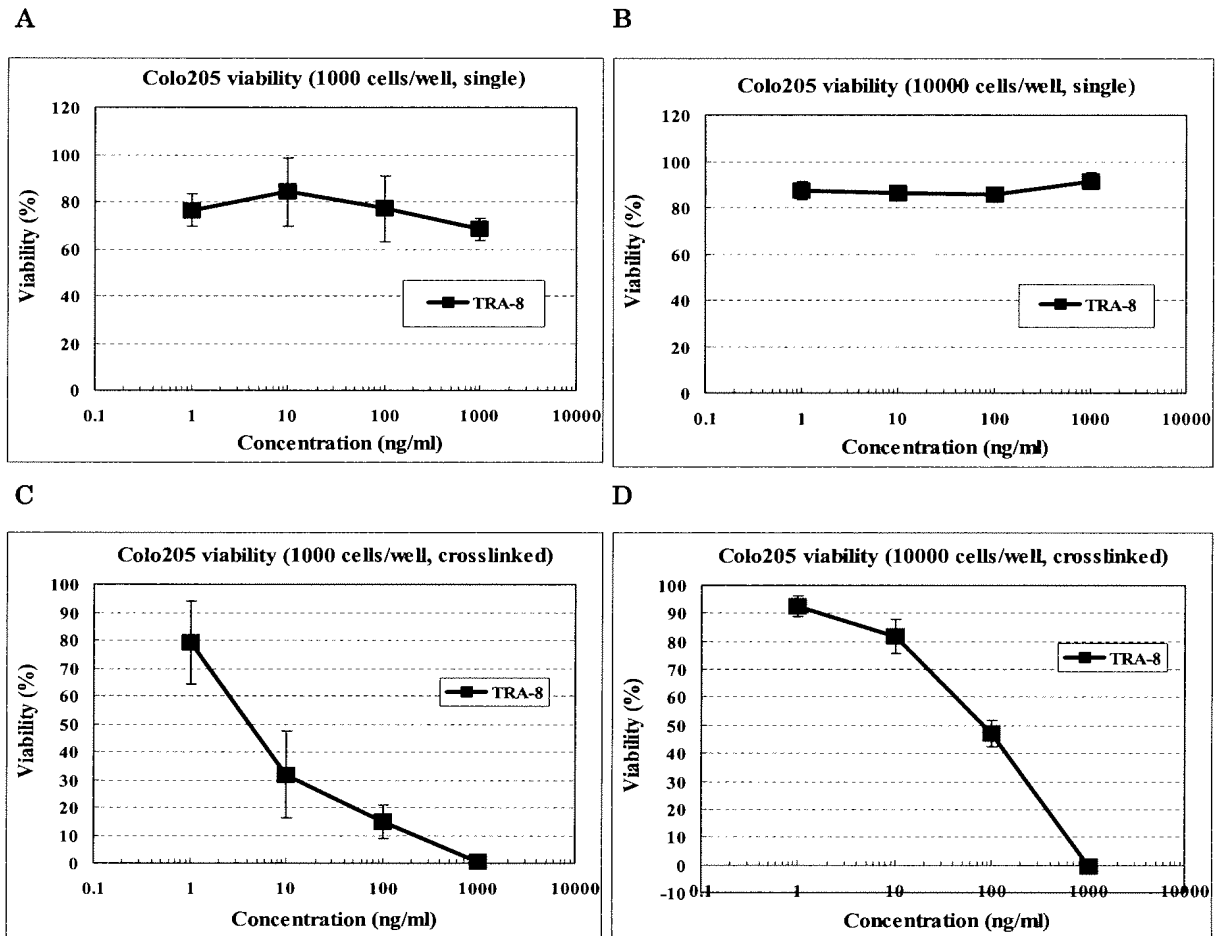 A
Colo205 viability (1000 cells/well, single)
Viability (%)
120
100
80
60
40
20
0
TRA-8
0.1 1 10 100 1000 10000
Concentration (ng/ml)
B
Colo205 viability (10000 cells/well, single)
Viability (%)
120
100
80
60
40
20
0
TRA-8
0.1 1 10 100 1000 10000
Concentration (ng/ml)
C
Colo205 viability (1000 cells/well, crosslinked)
Viability (%)
100
90
80
70
60
50
40
30
20
10
0
TRA-8
0.1 1 10 100 1000 10000
Concentration (ng/ml)
D
Colo205 viability (10000 cells/well, crosslinked)
Viability (%)
100
90
80
70
60
50
40
30
20
10
0
-10
TRA-8
0.1 1 10 100 1000 10000
Concentration (ng/ml)